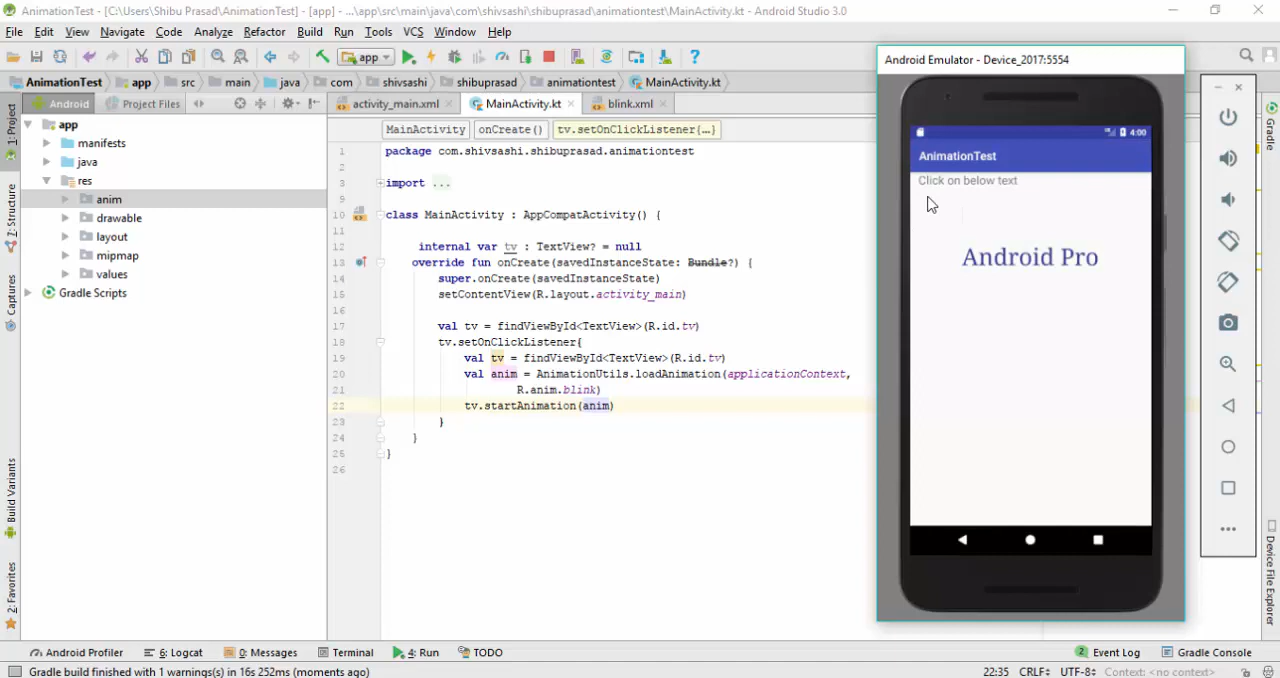 AnimationTest - [C:\Users\Shibu Prasad\AnimationTest] - [app] - ...\app\src\main\java\com\shivsashi\shibuprasad\animationtest\MainActivity.kt - Android Studio 3.0
File Edit View Navigate Code Analyze Refactor Build Run Tools VCS Window Help
app
AnimationTest app src main java com shivsashi shibuprasad animationtest MainActivity.kt
Android Project Files activity_main.xml MainActivity.kt blink.xml
MainActivity onCreate() tv.setOnClickListener{...}
1: Project
Z: Structure
Captures
Build Variants
2: Favorites
app
manifests
java
res
anim
drawable
layout
mipmap
values
Gradle Scripts
1 package com.shivsashi.shibuprasad.animationtest
2
3 import ...
9
10 class MainActivity : AppCompatActivity() {
11
12 internal var tv : TextView? = null
13 override fun onCreate(savedInstanceState: Bundle?) {
14 super.onCreate(savedInstanceState)
15 setContentView(R.layout.activity_main)
16
17 val tv = findViewById<TextView>(R.id.tv)
18 tv.setOnClickListener{
19 val tv = findViewById<TextView>(R.id.tv)
20 val anim = AnimationUtils.loadAnimation(applicationContext,
21 R.anim.blink)
22 tv.startAnimation(anim)
23 }
24 }
25 }
26
Android Emulator - Device_2017:5554
4:00
AnimationTest
Click on below text
Android Pro
Gradle
Device File Explorer
Android Profiler 6: Logcat 0: Messages Terminal 4: Run TODO 2 Event Log Gradle Console
Gradle build finished with 1 warnings(s) in 16s 252ms (moments ago) 22:35 CRLF÷ UTF-8÷ Context: <no context>